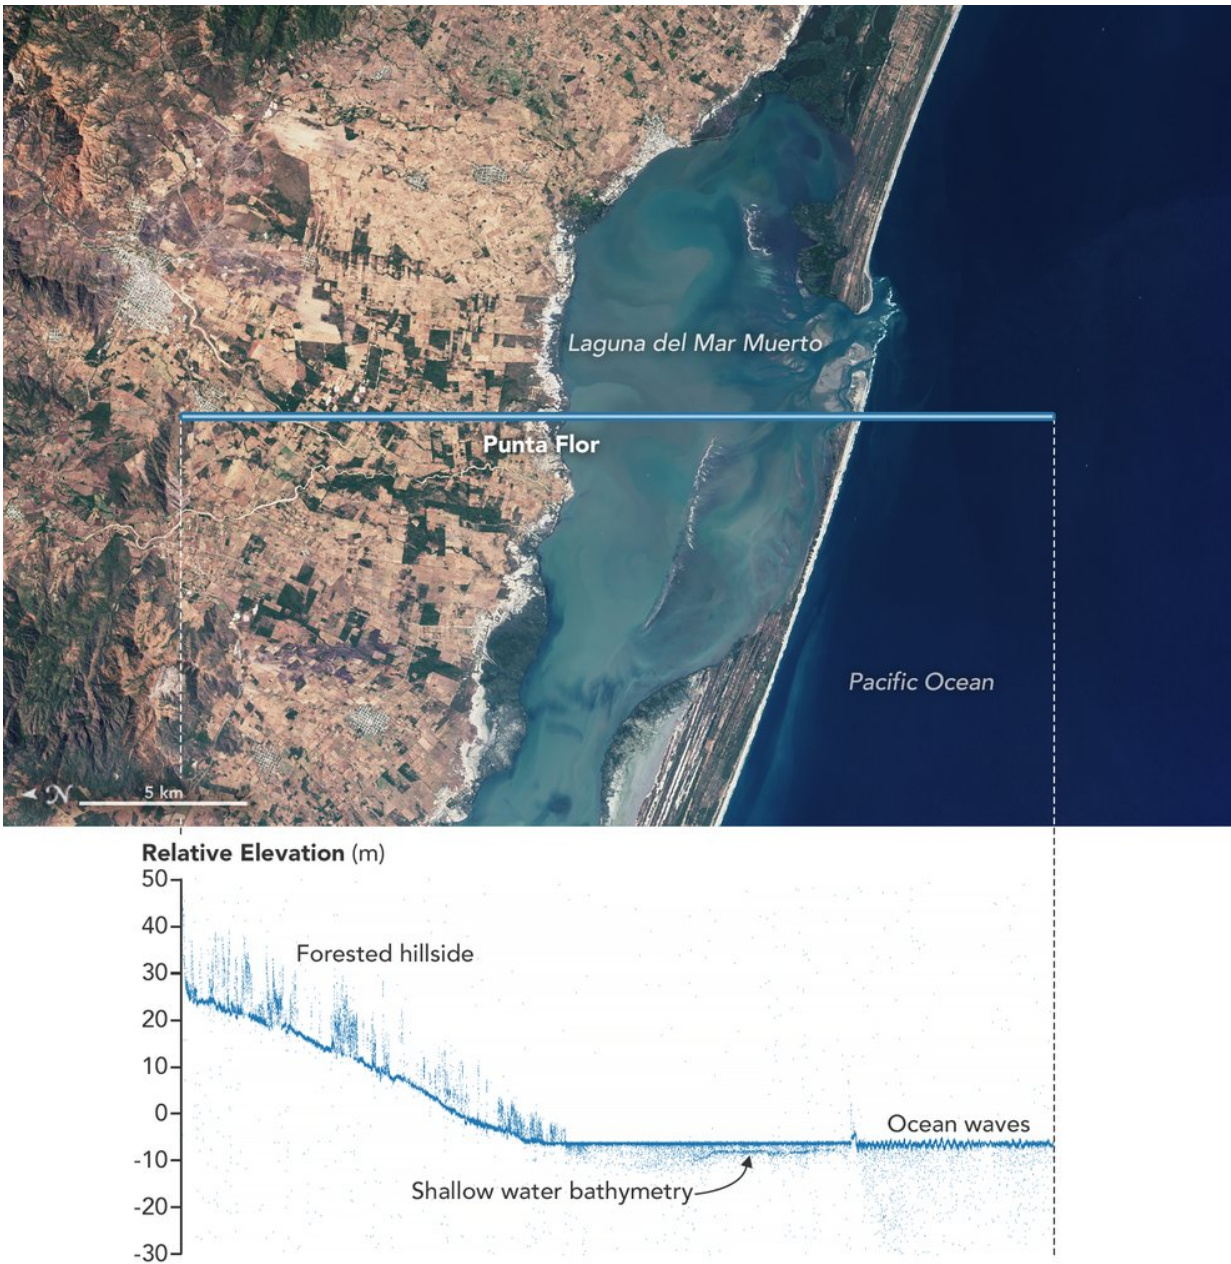 Laguna del Mar Muerto
Punta Flor
Pacific Ocean
N
5 km
Relative Elevation (m)
50
40
30
20
10
0
-10
-20
-30
Forested hillside
Ocean waves
Shallow water bathymetry